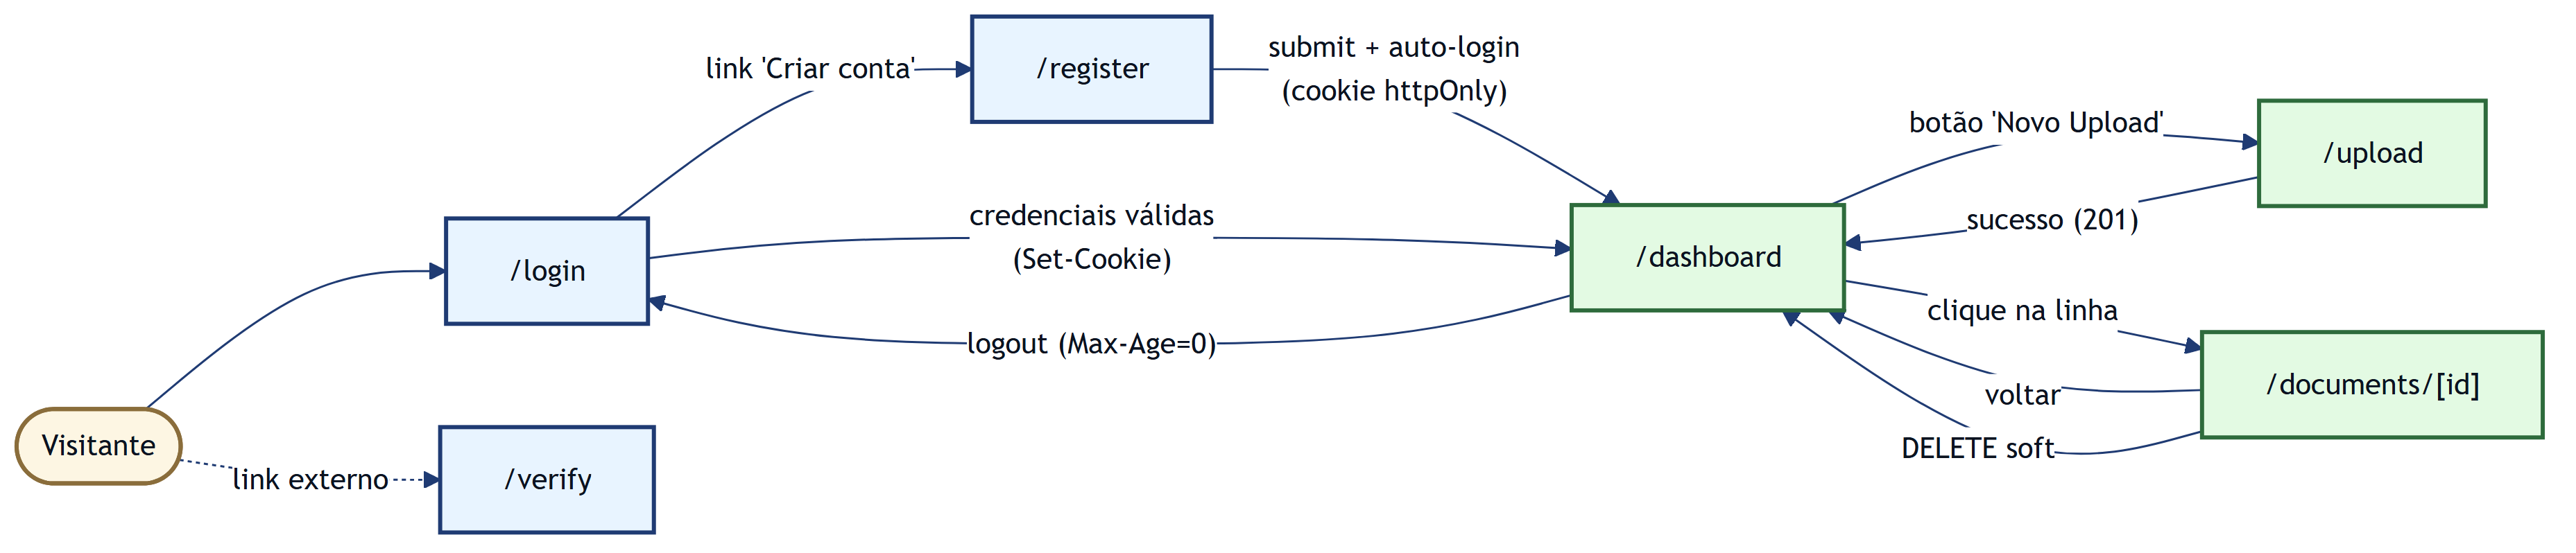 link 'Criar conta'
/register
submit + auto-login
(cookie httpOnly)
botão 'Novo Upload'
/upload
/login
credenciais válidas
(Set-Cookie)
/dashboard
sucesso (201)
clique na linha
logout (Max-Age=0)
/documents/[id]
voltar
DELETE soft
Visitante
link externo
/verify